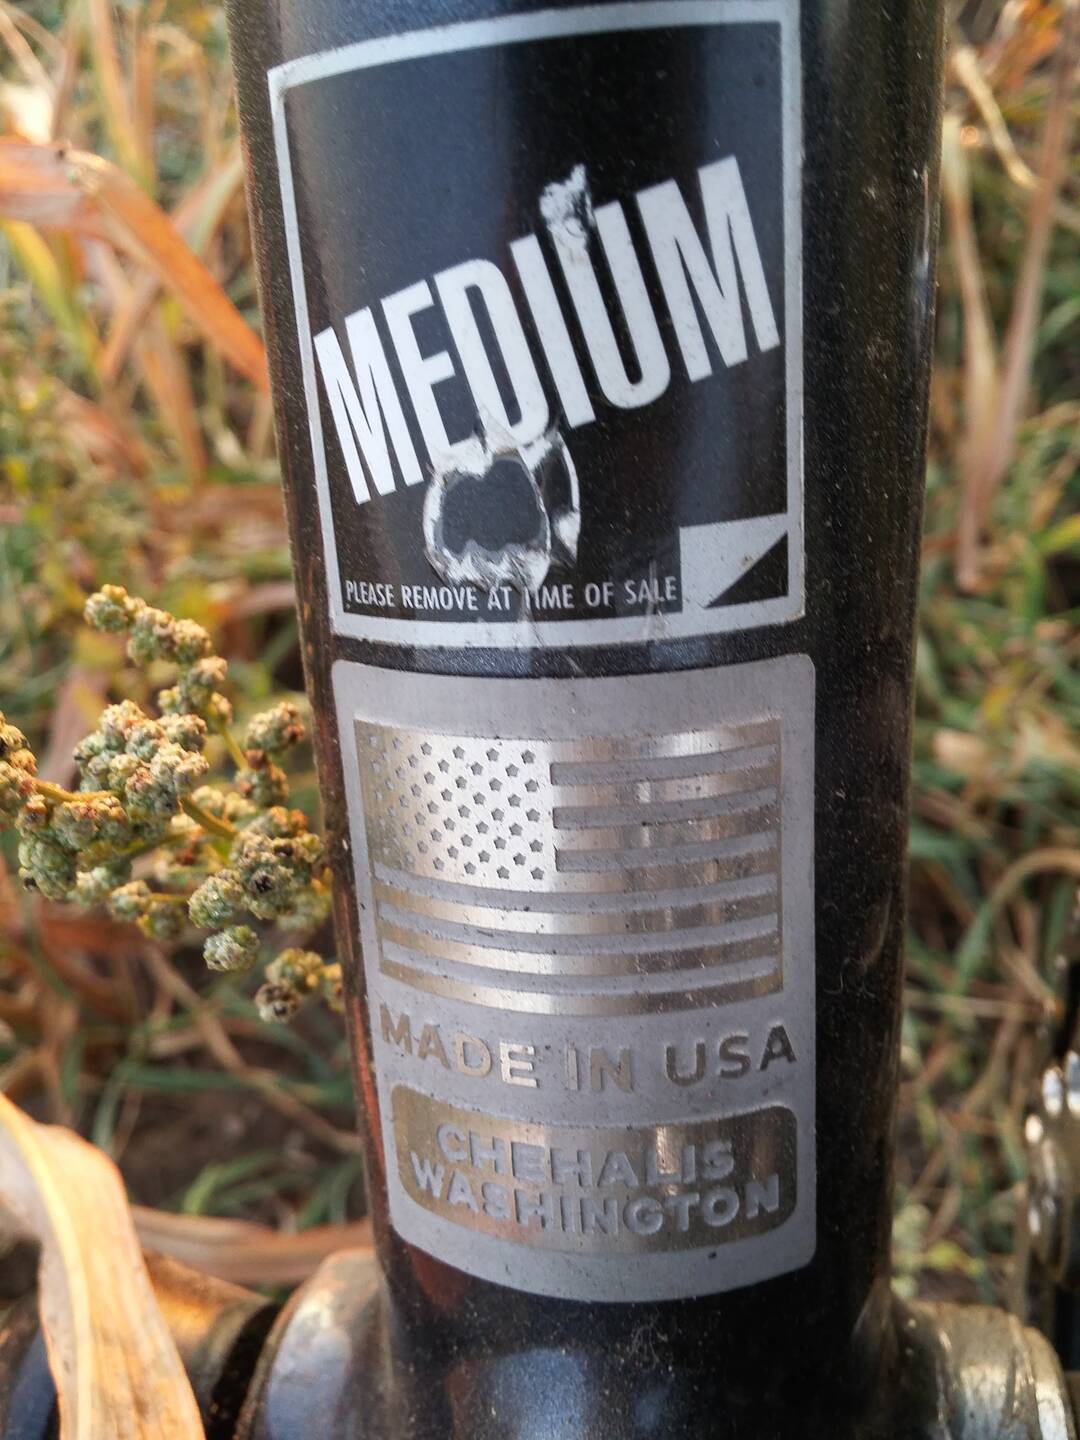 MEDIUM
PLEASE REMOVE AT TIME OF SALE
MADE IN USA
CHEHALIS
WASHINGTON